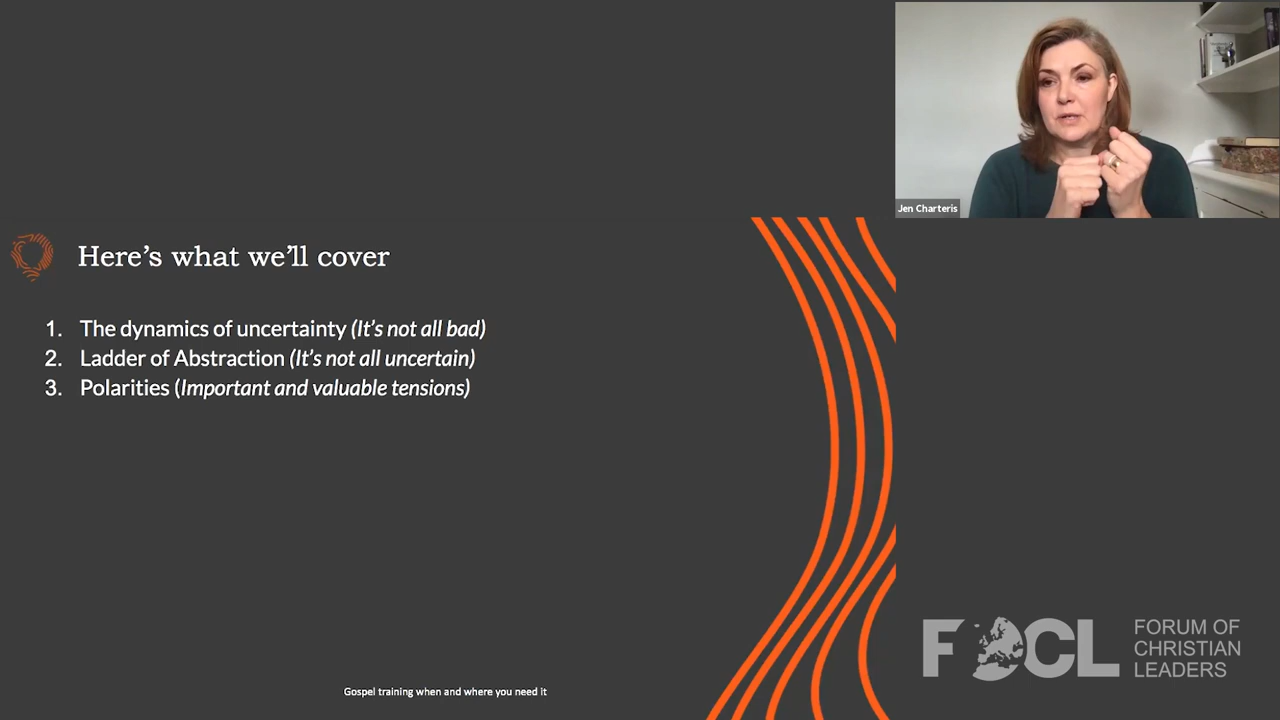 Jen Charteris
Here's what we'll cover
1. The dynamics of uncertainty (It's not all bad)
2. Ladder of Abstraction (It's not all uncertain)
3. Polarities (Important and valuable tensions)
Gospel training when and where you need it
FOCL
FORUM OF
CHRISTIAN
LEADERS